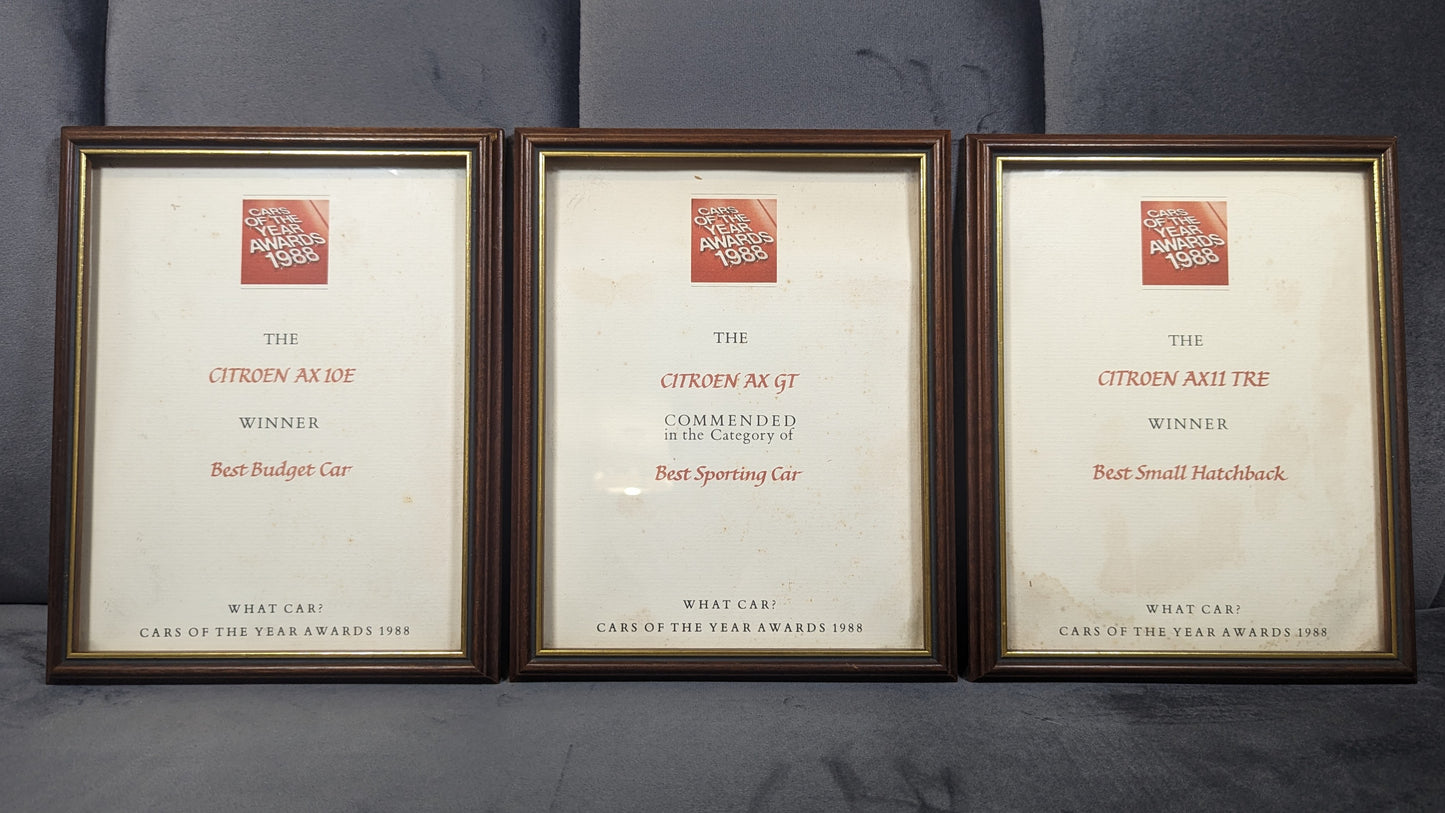 CARS
OF THE
YEAR
AWARDS
1988
THE
CITROEN AX 10E
WINNER
Best Budget Car
WHAT CAR?
CARS OF THE YEAR AWARDS 1988
CARS
OF THE
YEAR
AWARDS
1988
THE
CITROEN AX GT
COMMENDED
in the Category of
Best Sporting Car
WHAT CAR?
CARS OF THE YEAR AWARDS 1988
CARS
OF THE
YEAR
AWARDS
1988
THE
CITROEN AX11 TRE
WINNER
Best Small Hatchback
WHAT CAR?
CARS OF THE YEAR AWARDS 1988